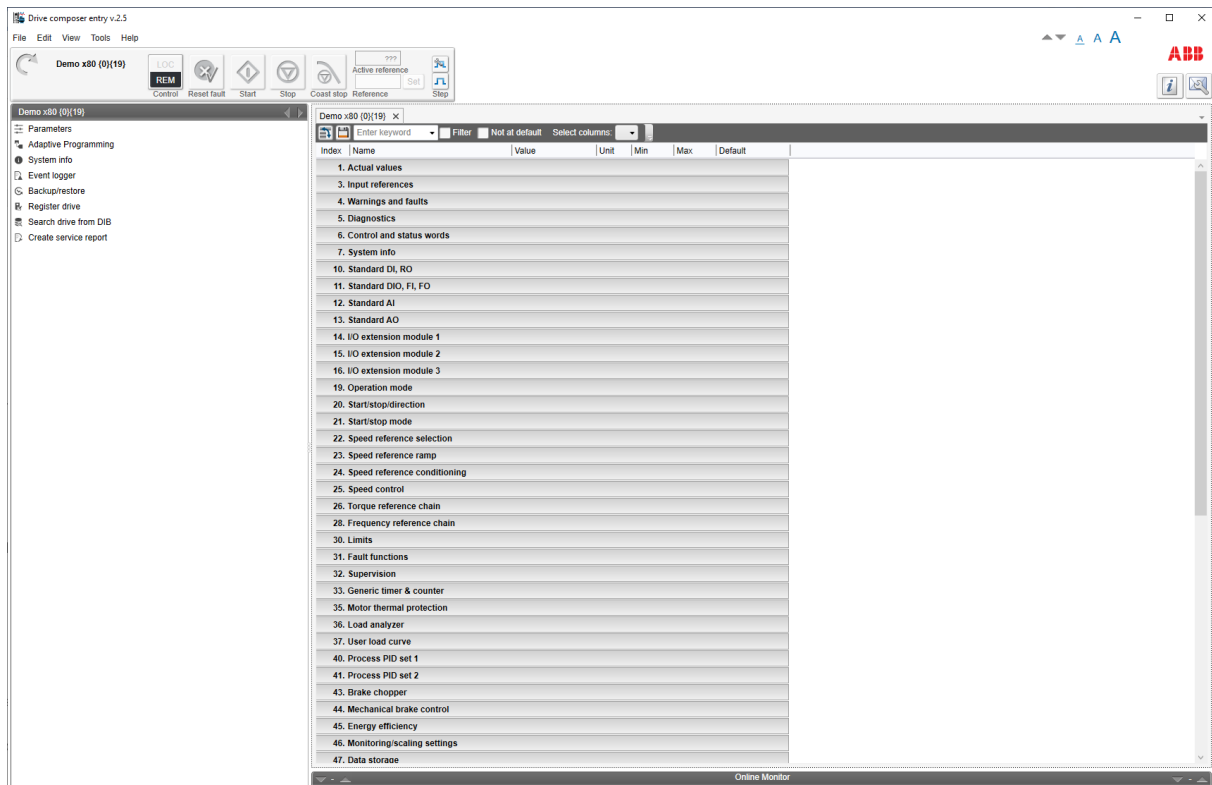 Drive composer entry v.2.5
File Edit View Tools Help
A A A
ABB
Demo x80 {0}{19}
LOC
REM
Control Reset fault Start Stop Coast stop
???
Active reference
Set
Reference
Step
i
Demo x80 {0}{19}
Parameters
Adaptive Programming
System info
Event logger
Backup/restore
Register drive
Search drive from DIB
Create service report
Demo x80 {0}{19} X
Enter keyword Filter Not at default Select columns:
Index Name Value Unit Min Max Default
1. Actual values
3. Input references
4. Warnings and faults
5. Diagnostics
6. Control and status words
7. System info
10. Standard DI, RO
11. Standard DIO, FI, FO
12. Standard AI
13. Standard AO
14. I/O extension module 1
15. I/O extension module 2
16. I/O extension module 3
19. Operation mode
20. Start/stop/direction
21. Start/stop mode
22. Speed reference selection
23. Speed reference ramp
24. Speed reference conditioning
25. Speed control
26. Torque reference chain
28. Frequency reference chain
30. Limits
31. Fault functions
32. Supervision
33. Generic timer & counter
35. Motor thermal protection
36. Load analyzer
37. User load curve
40. Process PID set 1
41. Process PID set 2
43. Brake chopper
44. Mechanical brake control
45. Energy efficiency
46. Monitoring/scaling settings
47. Data storage
Online Monitor